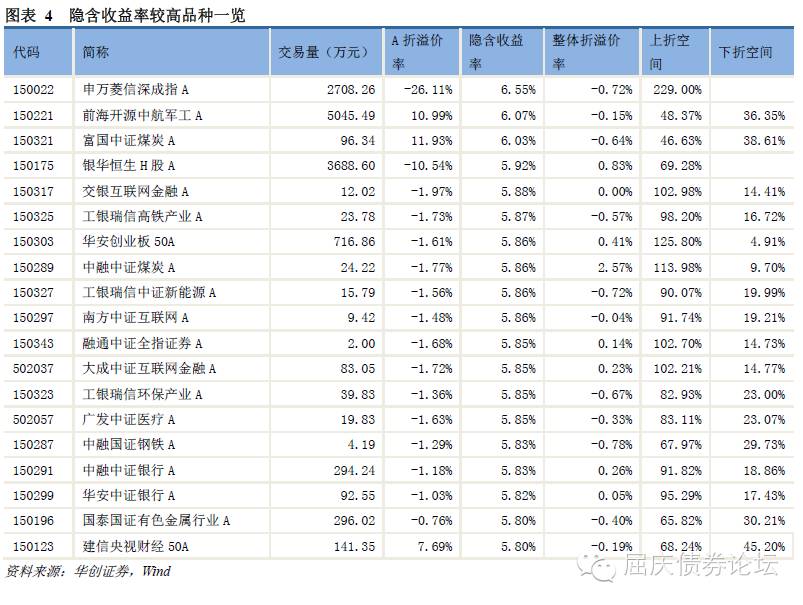 图表 4 隐含收益率较高品种一览
代码 简称 交易量（万元） A 折溢价率 隐含收益率 整体折溢价率 上折空间 下折空间
150022 申万菱信深成指 A 2708.26 -26.11% 6.55% -0.72% 229.00%
150221 前海开源中航军工 A 5045.49 10.99% 6.07% -0.15% 48.37% 36.35%
150321 富国中证煤炭 A 96.34 11.93% 6.03% -0.64% 46.63% 38.61%
150175 银华恒生 H 股 A 3688.60 -10.54% 5.92% 0.83% 69.28%
150317 交银互联网金融 A 12.02 -1.97% 5.88% 0.00% 102.98% 14.41%
150325 工银瑞信高铁产业 A 23.78 -1.73% 5.87% -0.57% 98.20% 16.72%
150303 华安创业板 50A 716.86 -1.61% 5.86% 0.41% 125.80% 4.91%
150289 中融中证煤炭 A 24.22 -1.77% 5.86% 2.57% 113.98% 9.70%
150327 工银瑞信中证新能源 A 15.79 -1.56% 5.86% -0.72% 90.07% 19.99%
150297 南方中证互联网 A 9.42 -1.48% 5.86% -0.04% 91.74% 19.21%
150343 融通中证全指证券 A 2.00 -1.68% 5.85% 0.14% 102.70% 14.73%
502037 大成中证互联网金融 A 83.05 -1.72% 5.85% 0.23% 102.21% 14.77%
150323 工银瑞信环保产业 A 39.83 -1.36% 5.85% -0.67% 82.93% 23.00%
502057 广发中证医疗 A 19.83 -1.63% 5.85% -0.33% 83.11% 23.07%
150287 中融国证钢铁 A 4.19 -1.29% 5.83% -0.78% 67.97% 29.73%
150291 中融中证银行 A 294.24 -1.18% 5.83% 0.26% 91.82% 18.86%
150299 华安中证银行 A 92.55 -1.03% 5.82% 0.05% 95.29% 17.43%
150196 国泰国证有色金属行业 A 296.02 -0.76% 5.80% -0.40% 65.82% 30.21%
150123 建信央视财经 50A 141.35 7.69% 5.80% -0.19% 68.24% 45.20%
资料来源：华创证券，Wind
屈庆债券论坛